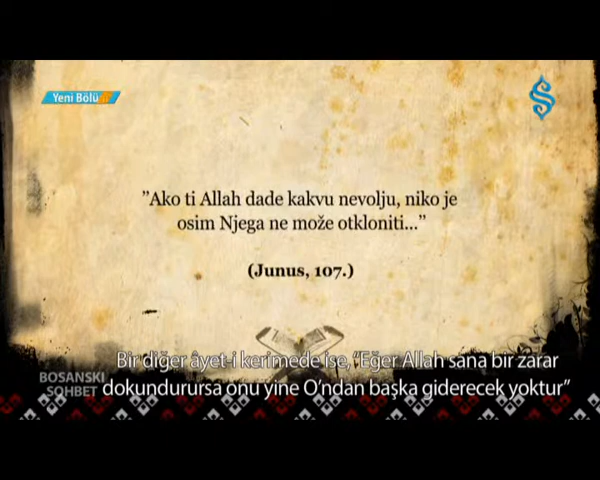 Yeni Bölü
"Ako ti Allah dade kakvu nevolju, niko je
osim Njega ne može otkloniti..."
(Junus, 107.)
Bir diğer âyet-i kerimede ise, "Eğer Allah sana bir zarar
BOSANSKI
SOHBET
dokundurursa onu yine O'ndan başka giderecek yoktur"